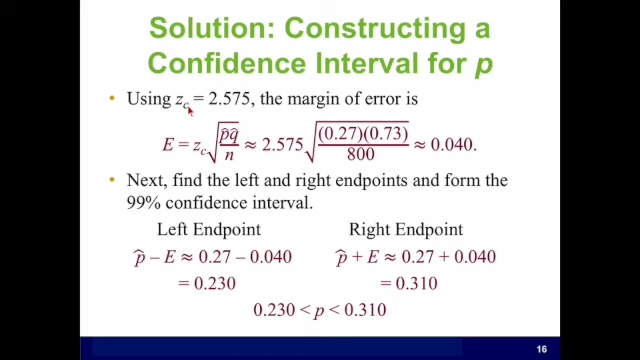 Solution: Constructing a
Confidence Interval for p
• Using z_c = 2.575, the margin of error is
E = z_c √(p̂q̂/n) ≈ 2.575 √((0.27)(0.73)/800) ≈ 0.040.
• Next, find the left and right endpoints and form the
99% confidence interval.
Left Endpoint Right Endpoint
p̂ – E ≈ 0.27 – 0.040 p̂ + E ≈ 0.27 + 0.040
= 0.230 = 0.310
0.230 < p < 0.310
16